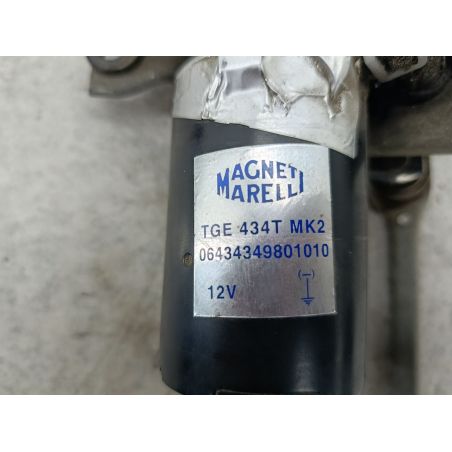 MAGNETI
MARELLI
TGE 434T MK2
06434349801010
12V (-)